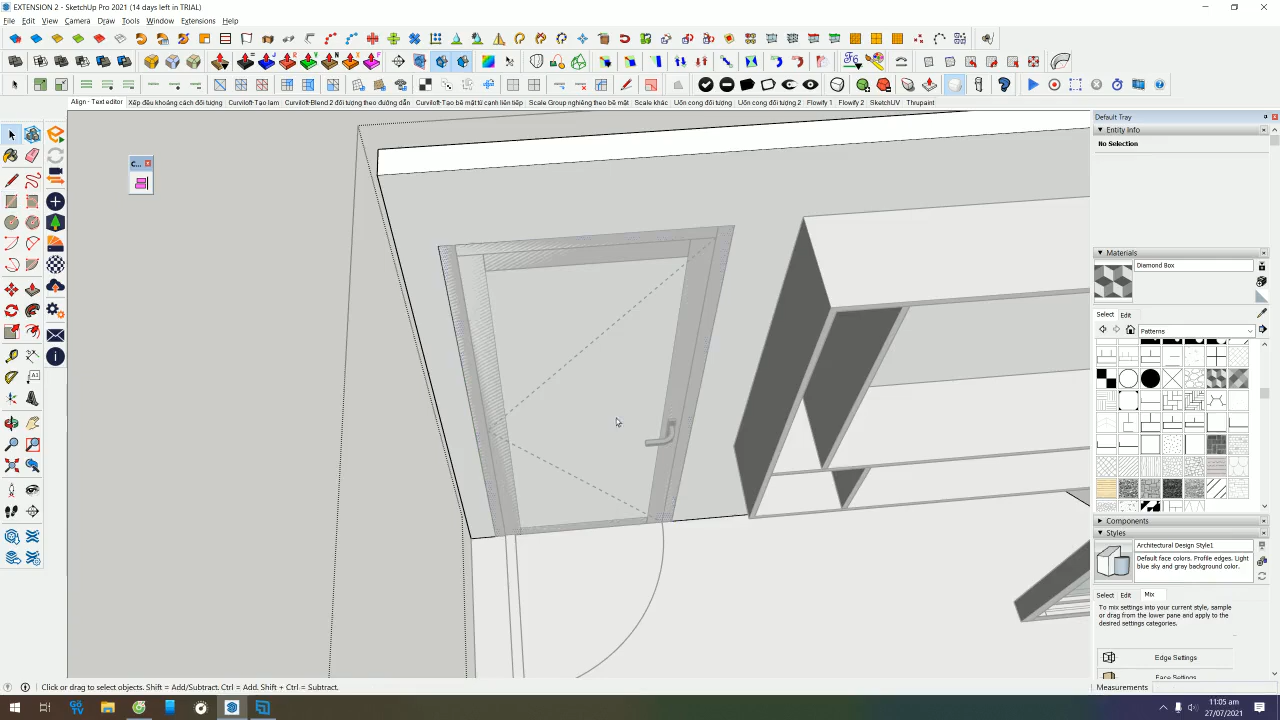 EXTENSION 2 - SketchUp Pro 2021 (14 days left in TRIAL)
File Edit View Camera Draw Tools Window Extensions Help
Align - Text editor Xếp đều khoảng cách đối tượng Curviloft-Tạo lam Curviloft-Blend 2 đối tượng theo đường dẫn Curviloft-Tạo bề mặt từ cạnh liên tiếp Scale Group nghiêng theo bề mặt Scale khác Uốn cong đối tượng Uốn cong đối tượng 2 Flowify 1 Flowify 2 SketchUV Thrupaint
Default Tray
Entity Info
No Selection
C...
Materials
Diamond Box
Select Edit
Patterns
Components
Styles
Architectural Design Style1
Default face colors. Profile edges. Light
blue sky and gray background color.
Select Edit Mix
To mix settings into your current style, sample
or drag from the lower pane and apply to the
desired settings categories.
Edge Settings
Face Settings
Click or drag to select objects. Shift = Add/Subtract. Ctrl = Add. Shift + Ctrl = Subtract.
Measurements
11:05 am
27/07/2021